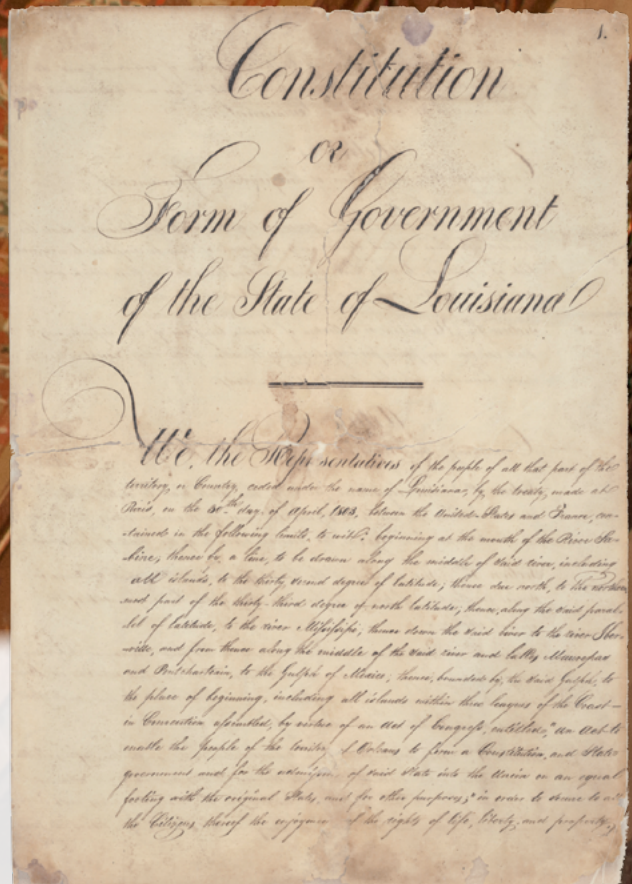 1.
Constitution
or
Form of Government
of the State of Louisiana
We, the Representatives of the people of all that part of the
territory, or Country, ceded under the name of Louisiana, by the treaty, made at
Paris, on the 30th day of April, 1803, between the United States and France, con-
tained in the following limits, to wit: beginning at the mouth of the River Sa-
bine, thence by a line, to be drawn along the middle of said river, including
all islands, to the thirty second degree of latitude; thence due north, to the northern
most part of the thirty-third degree of north latitude; thence, along the said paral-
lel of latitude, to the river Mississippi; thence down the said river to the river Iber-
ville, and from thence along the middle of the said river and lakes, Maurepas
and Pontchartrain, to the Gulph of Mexico; thence, bounded by, the said Gulph, to
the place of beginning, including all islands within three leagues of the Coast—
in Convention assembled, by virtue of an act of Congress, entitled, "an act to
enable the people of the territory of Orleans to form a Constitution, and State
government and for the admission of said State into the Union on an equal
footing with the original States, and for other purposes;" in order to secure to all
the Citizens thereof the enjoyment of the rights of life, liberty, and property,